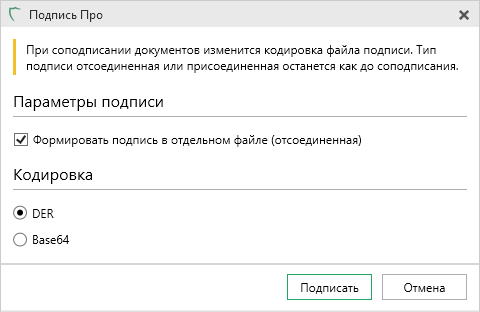 Подпись Про
При соподписании документов изменится кодировка файла подписи. Тип
подписи отсоединенная или присоединенная останется как до соподписания.
Параметры подписи
Формировать подпись в отдельном файле (отсоединенная)
Кодировка
DER
Base64
Подписать
Отмена